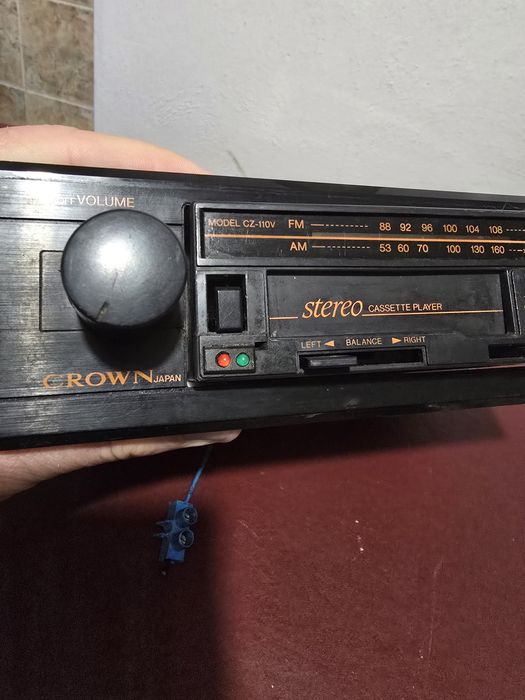 OFF VOLUME
MODEL CZ-110V FM 88 92 96 100 104 108
AM 53 60 70 100 130 160
stereo CASSETTE PLAYER
LEFT ◀ BALANCE ▶ RIGHT
CROWN JAPAN